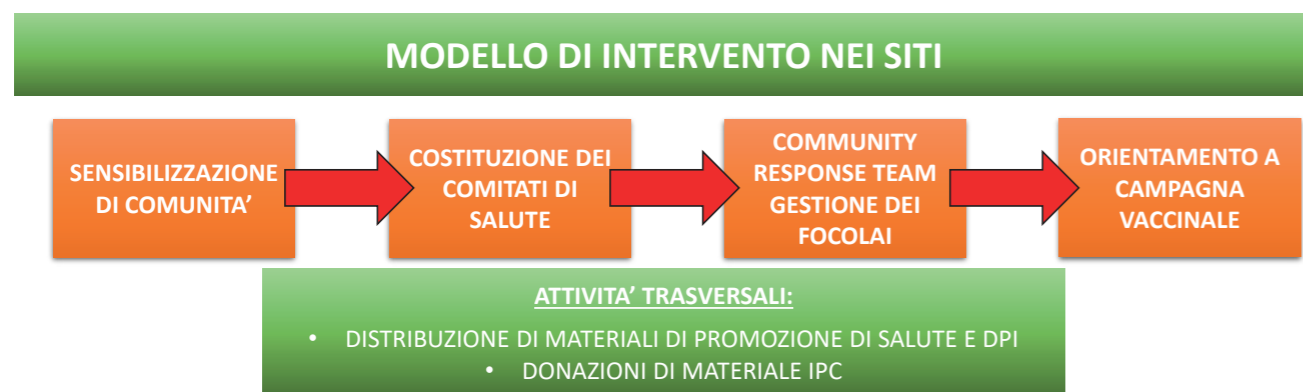 MODELLO DI INTERVENTO NEI SITI
SENSIBILIZZAZIONE
DI COMUNITA’
COSTITUZIONE DEI
COMITATI DI
SALUTE
COMMUNITY
RESPONSE TEAM
GESTIONE DEI
FOCOLAI
ORIENTAMENTO A
CAMPAGNA
VACCINALE
ATTIVITA’ TRASVERSALI:
• DISTRIBUZIONE DI MATERIALI DI PROMOZIONE DI SALUTE E DPI
• DONAZIONI DI MATERIALE IPC